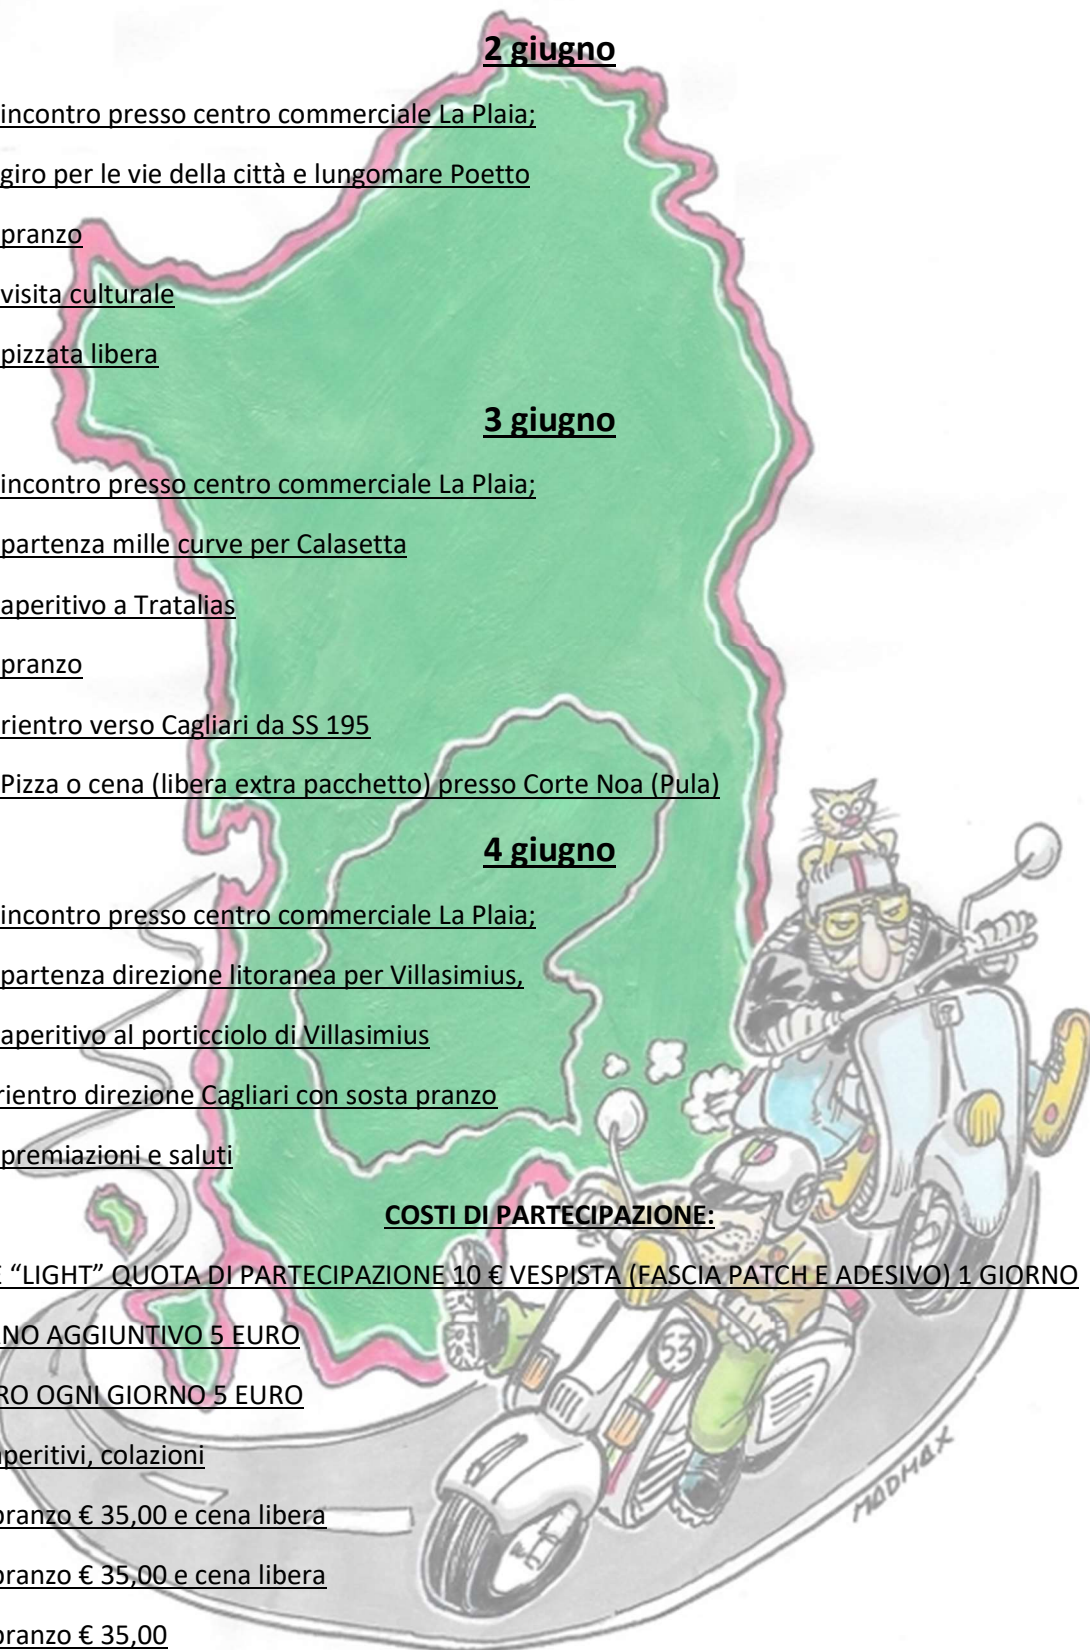 2 giugno
incontro presso centro commerciale La Plaia;
giro per le vie della città e lungomare Poetto
pranzo
visita culturale
pizzata libera
3 giugno
incontro presso centro commerciale La Plaia;
partenza mille curve per Calasetta
aperitivo a Tratalias
pranzo
rientro verso Cagliari da SS 195
Pizza o cena (libera extra pacchetto) presso Corte Noa (Pula)
4 giugno
incontro presso centro commerciale La Plaia;
partenza direzione litoranea per Villasimius,
aperitivo al porticciolo di Villasimius
rientro direzione Cagliari con sosta pranzo
premiazioni e saluti
COSTI DI PARTECIPAZIONE:
“LIGHT” QUOTA DI PARTECIPAZIONE 10 € VESPISTA (FASCIA PATCH E ADESIVO) 1 GIORNO
AGGIUNTIVO 5 EURO
OGNI GIORNO 5 EURO
53
aperitivi, colazioni
pranzo € 35,00 e cena libera
MADMAX
pranzo € 35,00 e cena libera
pranzo € 35,00